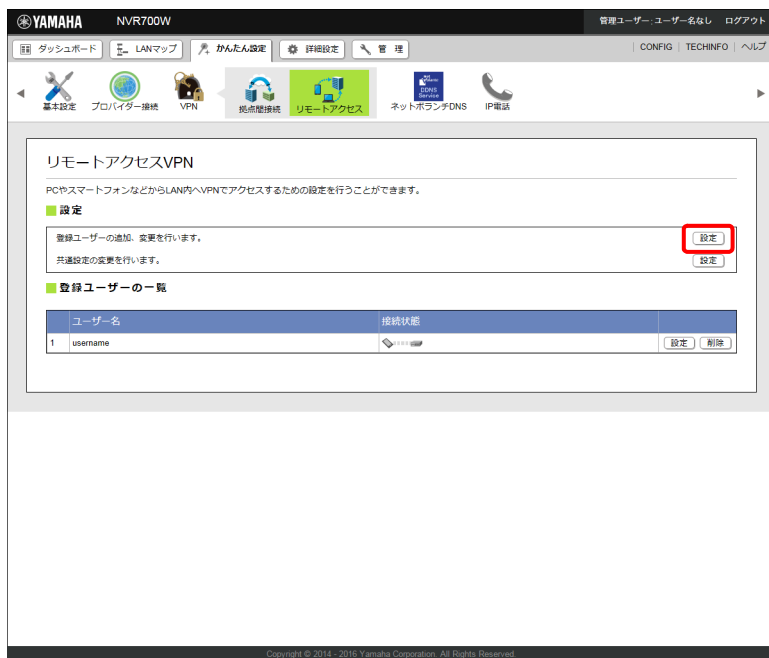 YAMAHA NVR700W 管理ユーザー:ユーザー名なし ログアウト
ダッシュボード LANマップ かんたん設定 詳細設定 管 理 CONFIG | TECHINFO | ヘルプ
Net Volante DDNS Service
基本設定 プロバイダー接続 VPN 拠点間接続 リモートアクセス ネットボランチDNS IP電話
リモートアクセスVPN
PCやスマートフォンなどからLAN内へVPNでアクセスするための設定を行うことができます。
設定
登録ユーザーの追加、変更を行います。 設定
共通設定の変更を行います。 設定
登録ユーザーの一覧
ユーザー名 接続状態
1 username 設定 削除
Copyright © 2014 - 2016 Yamaha Corporation. All Rights Reserved.